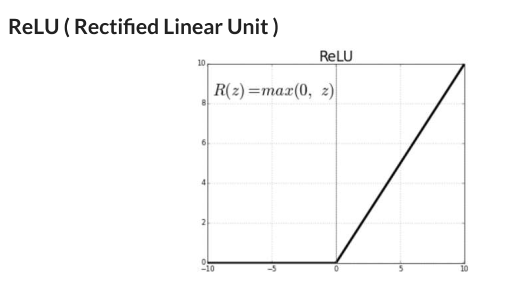 ReLU ( Rectified Linear Unit )
ReLU
10
R(z)=max(0, z)
8
6
4
2
0
-10 -5 0 5 10